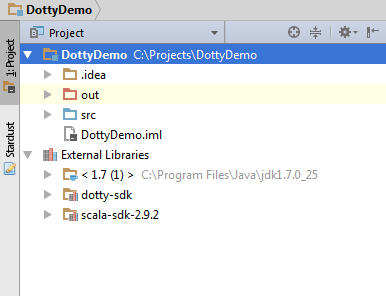 DottyDemo
Project
DottyDemo C:\Projects\DottyDemo
.idea
out
src
DottyDemo.iml
External Libraries
< 1.7 (1) > C:\Program Files\Java\jdk1.7.0_25
dotty-sdk
scala-sdk-2.9.2
1: Project
Stardust